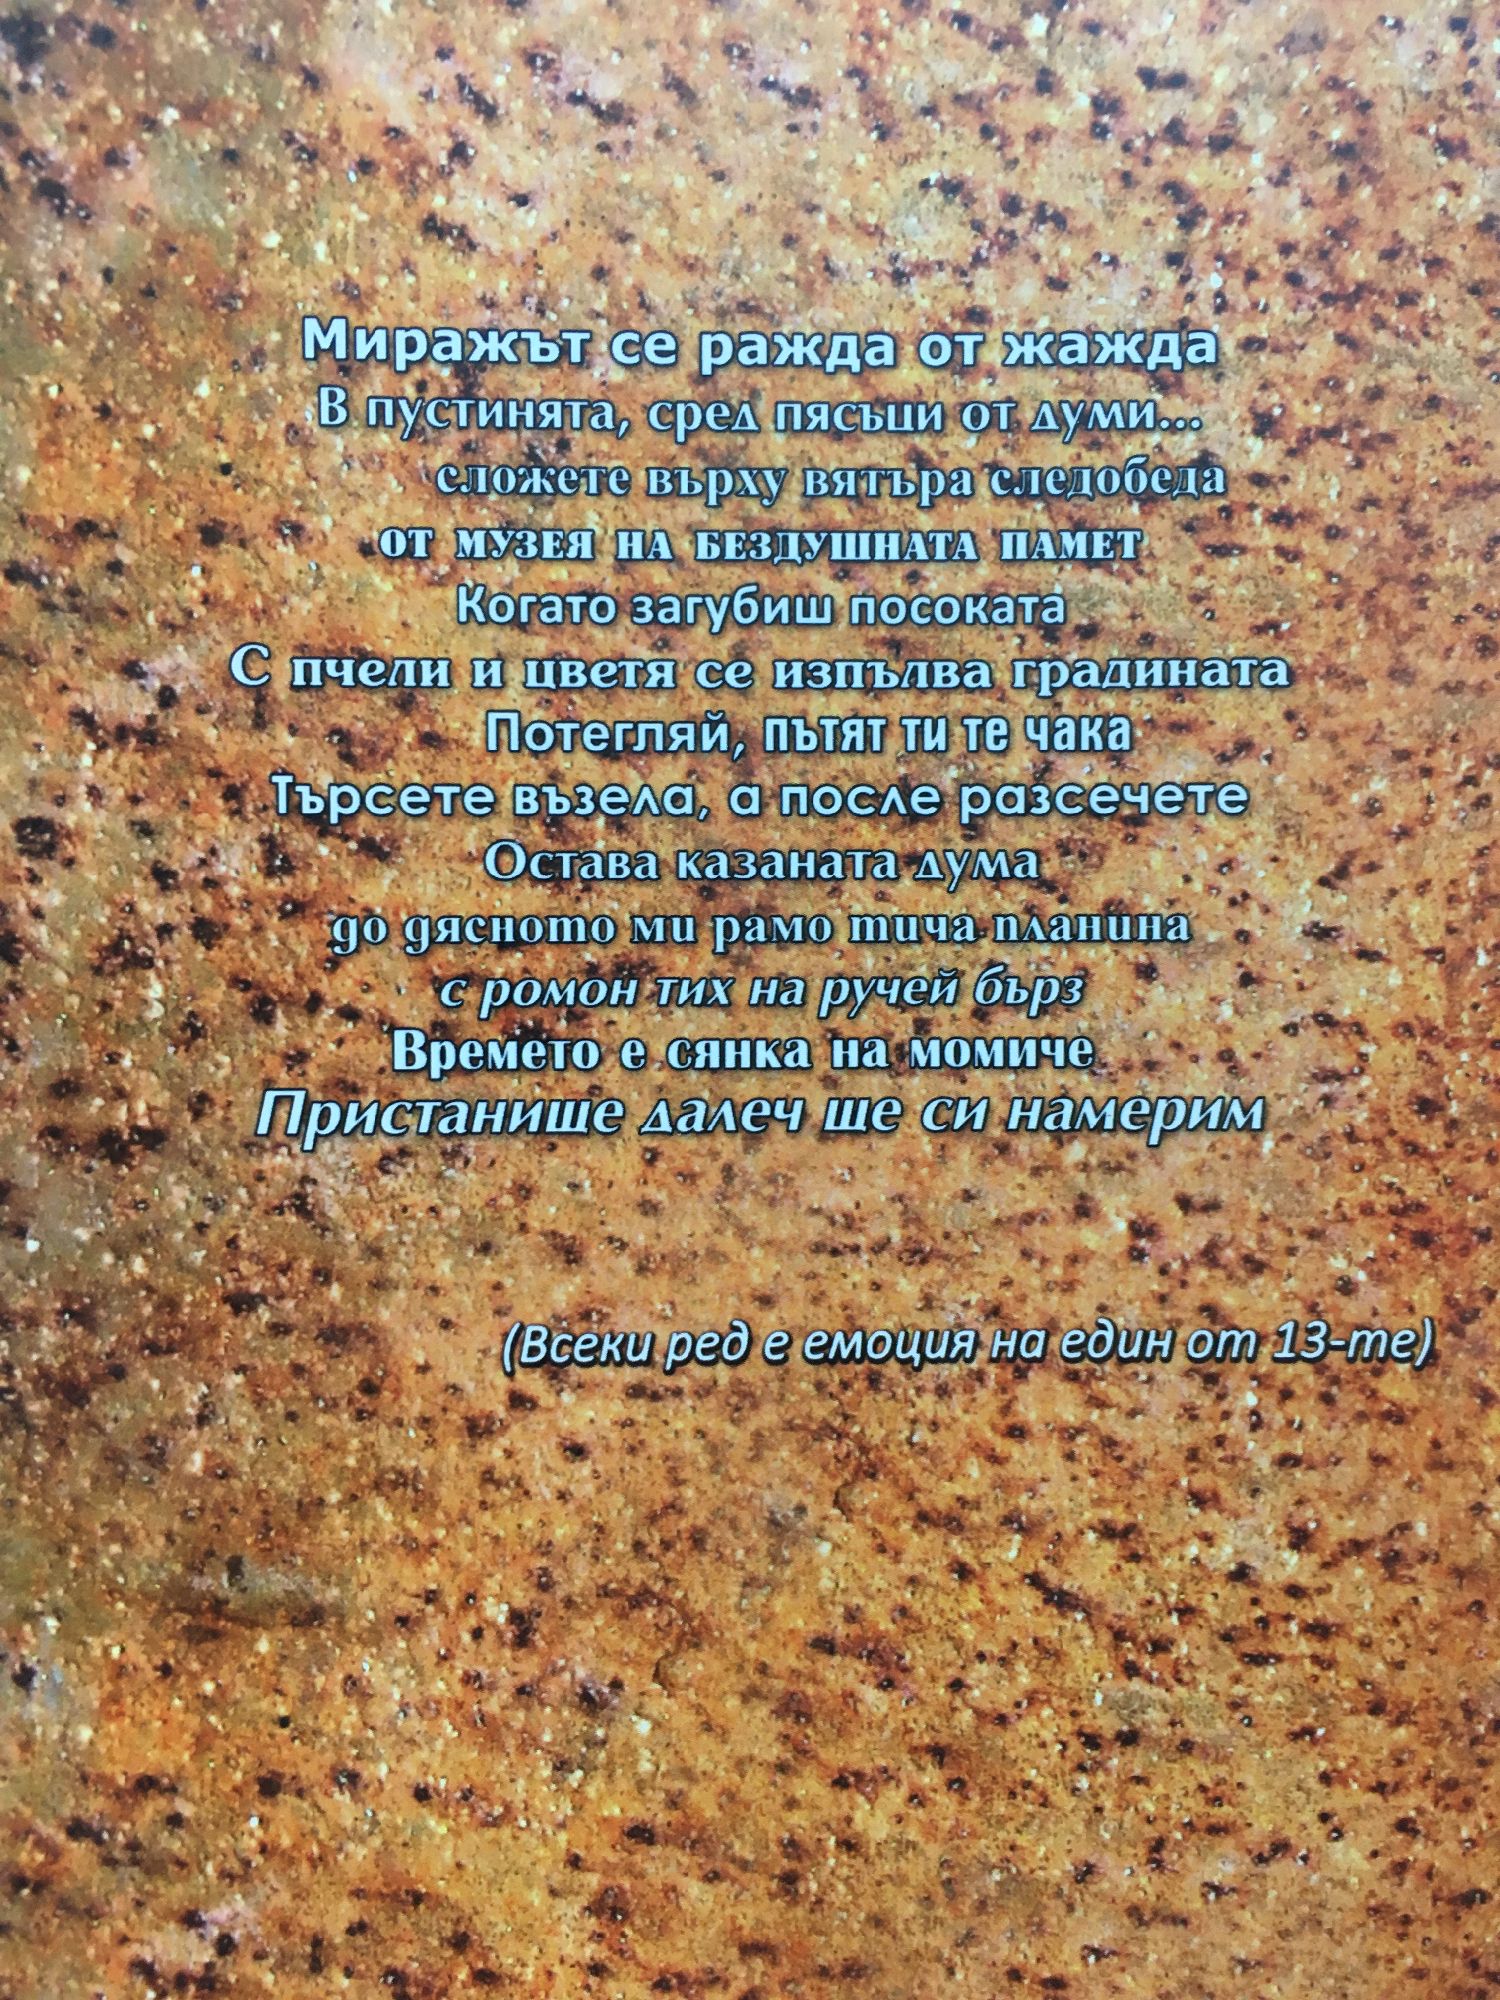 Миражът се ражда от жажда
В пустинята, сред пясъци от думи...
сложете върху вятъра следобеда
от музея на бездушната памет
Когато загубиш посоката
С пчели и цветя се изпълва градината
Потегляй, пътят ти те чака
Търсете възела, а после разсечете
Остава казаната дума
до дясното ми рамо тича планина
с ромон тих на ручей бърз
Времето е сянка на момиче
Пристанище далеч ще си намерим
(Всеки ред е емоция на един от 13-те)